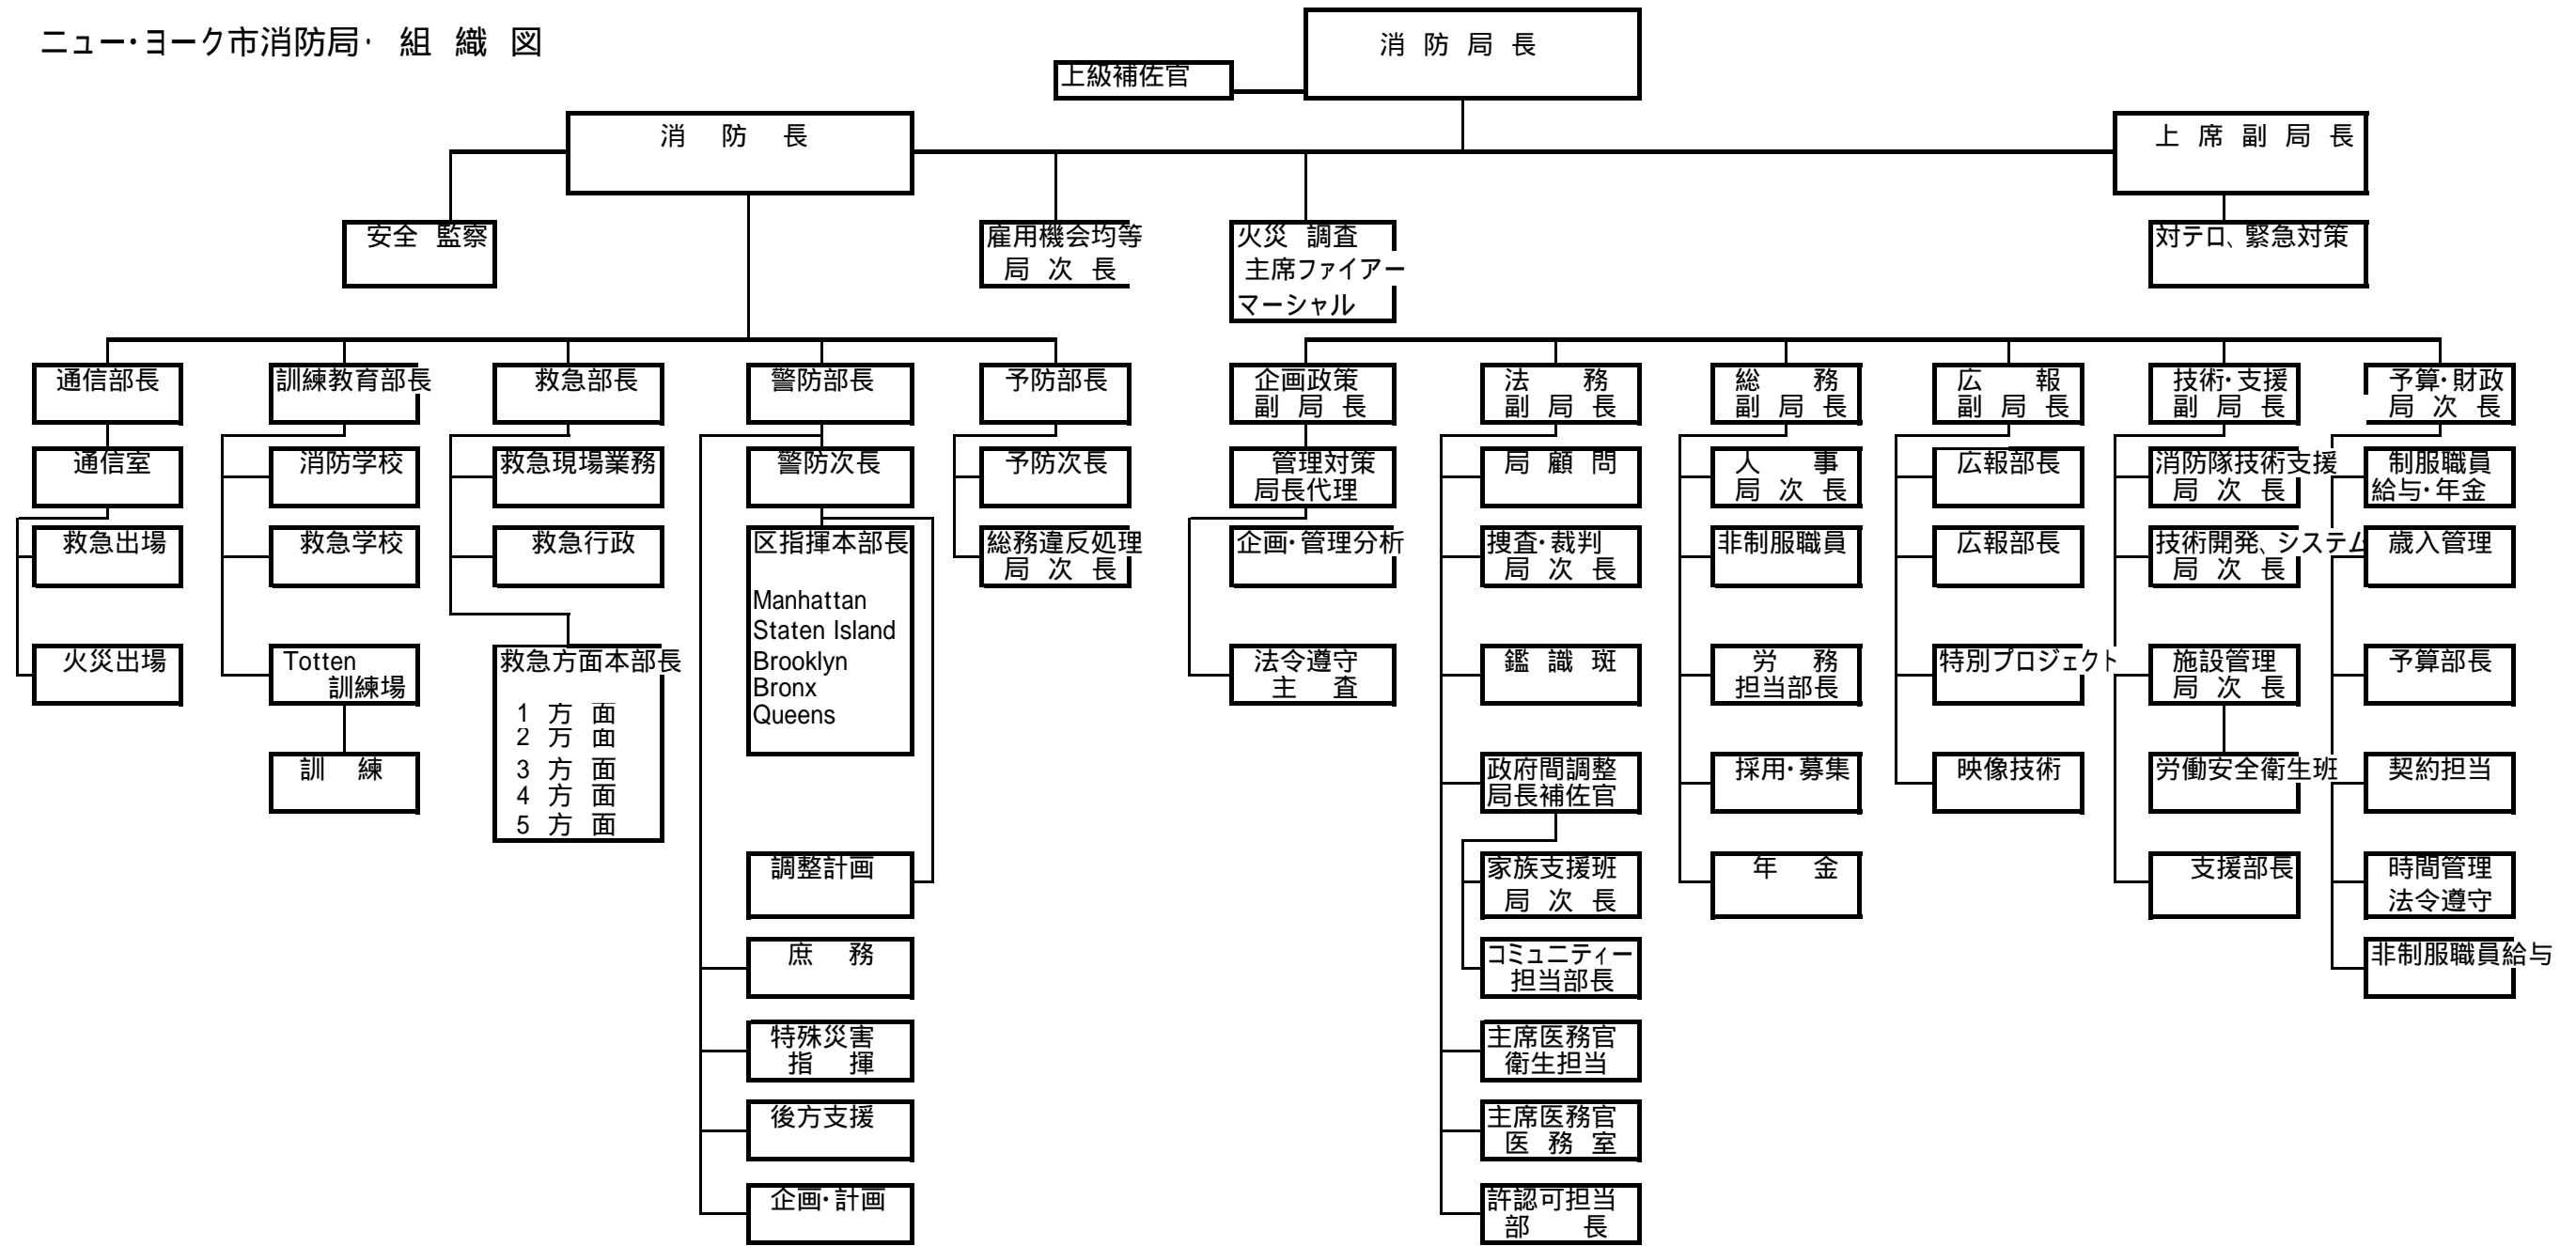 ニュー・ヨーク市消防局・ 組 織 図
消 防 局 長
上級補佐官
消 防 長
上 席 副 局 長
安全 監察
雇用機会均等
局 次 長
火災 調査
主席ファイアー
マーシャル
対テロ、緊急対策
通信部長
訓練教育部長
救急部長
警防部長
予防部長
企画政策
副 局 長
法 務
副 局 長
総 務
副 局 長
広 報
副 局 長
技術・支援
副 局 長
予算・財政
局 次 長
通信室
消防学校
救急現場業務
警防次長
予防次長
管理対策
局長代理
局 顧 問
人 事
局 次 長
広報部長
消防隊技術支援
局 次 長
制服職員
給与・年金
救急出場
救急学校
救急行政
区指揮本部長
Manhattan
Staten Island
Brooklyn
Bronx
Queens
総務違反処理
局 次 長
企画・管理分析
捜査・裁判
局 次 長
非制服職員
広報部長
技術開発、システム
局 次 長
歳入管理
火災出場
Totten
訓練場
救急方面本部長
1 方 面
2 方 面
3 方 面
4 方 面
5 方 面
法令遵守
主 査
鑑 識 班
労 務
担当部長
特別プロジェクト
施設管理
局 次 長
予算部長
訓 練
政府間調整
局長補佐官
採用・募集
映像技術
労働安全衛生班
契約担当
調整計画
家族支援班
局 次 長
年 金
支援部長
時間管理
法令遵守
庶 務
コミュニティー
担当部長
非制服職員給与
特殊災害
指 揮
主席医務官
衛生担当
後方支援
主席医務官
医 務 室
企画・計画
許認可担当
部 長